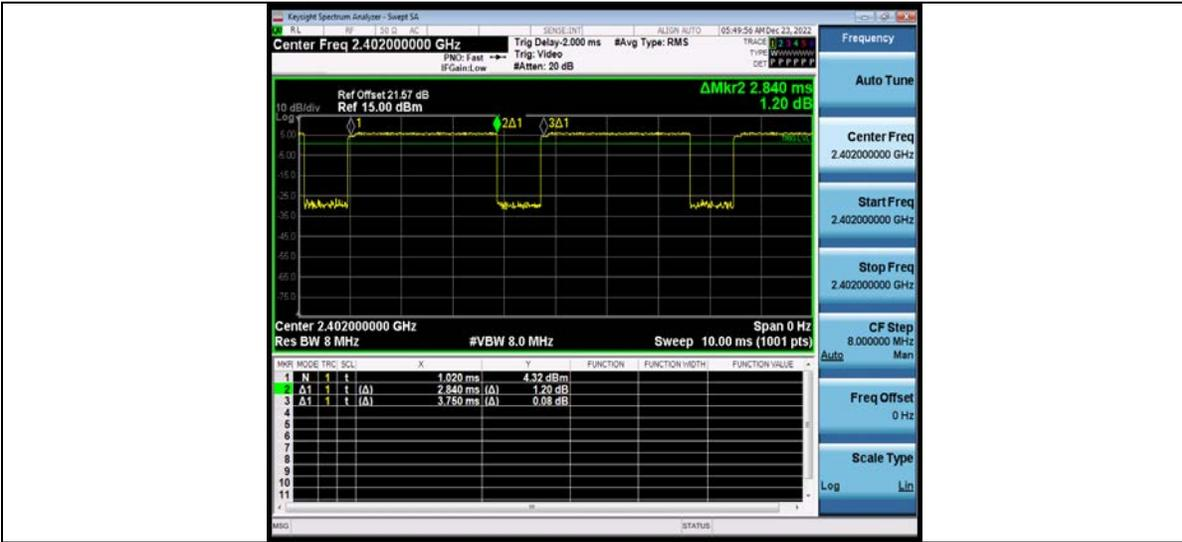 Keysight Spectrum Analyzer - Swept SA
RL RF 50 Ω AC SENSE:INT ALIGN AUTO 05:49:56 AM Dec 23, 2022
Center Freq 2.402000000 GHz Trig Delay-2.000 ms #Avg Type: RMS TRACE 1 2 3 4 5 6
PNO: Fast Trig: Video TYPE WWWWWW
IFGain:Low #Atten: 20 dB DET P P P P P P
Frequency
Auto Tune
ΔMkr2 2.840 ms
1.20 dB
Ref Offset 21.57 dB
10 dB/div Ref 15.00 dBm
Log
1 2Δ1 3Δ1
5.00
-5.00
-15.0
-25.0
-35.0
-45.0
-55.0
-65.0
-75.0
TRIG LVL
Center Freq
2.402000000 GHz
Start Freq
2.402000000 GHz
Stop Freq
2.402000000 GHz
Center 2.402000000 GHz Span 0 Hz
Res BW 8 MHz #VBW 8.0 MHz Sweep 10.00 ms (1001 pts)
CF Step
8.000000 MHz
Auto Man
MKR MODE TRC SCL X Y FUNCTION FUNCTION WIDTH FUNCTION VALUE
1 N 1 t 1.020 ms 4.32 dBm
2 Δ1 1 t (Δ) 2.840 ms (Δ) 1.20 dB
3 Δ1 1 t (Δ) 3.750 ms (Δ) 0.08 dB
4
5
6
7
8
9
10
11
Freq Offset
0 Hz
Scale Type
Log Lin
MSG STATUS